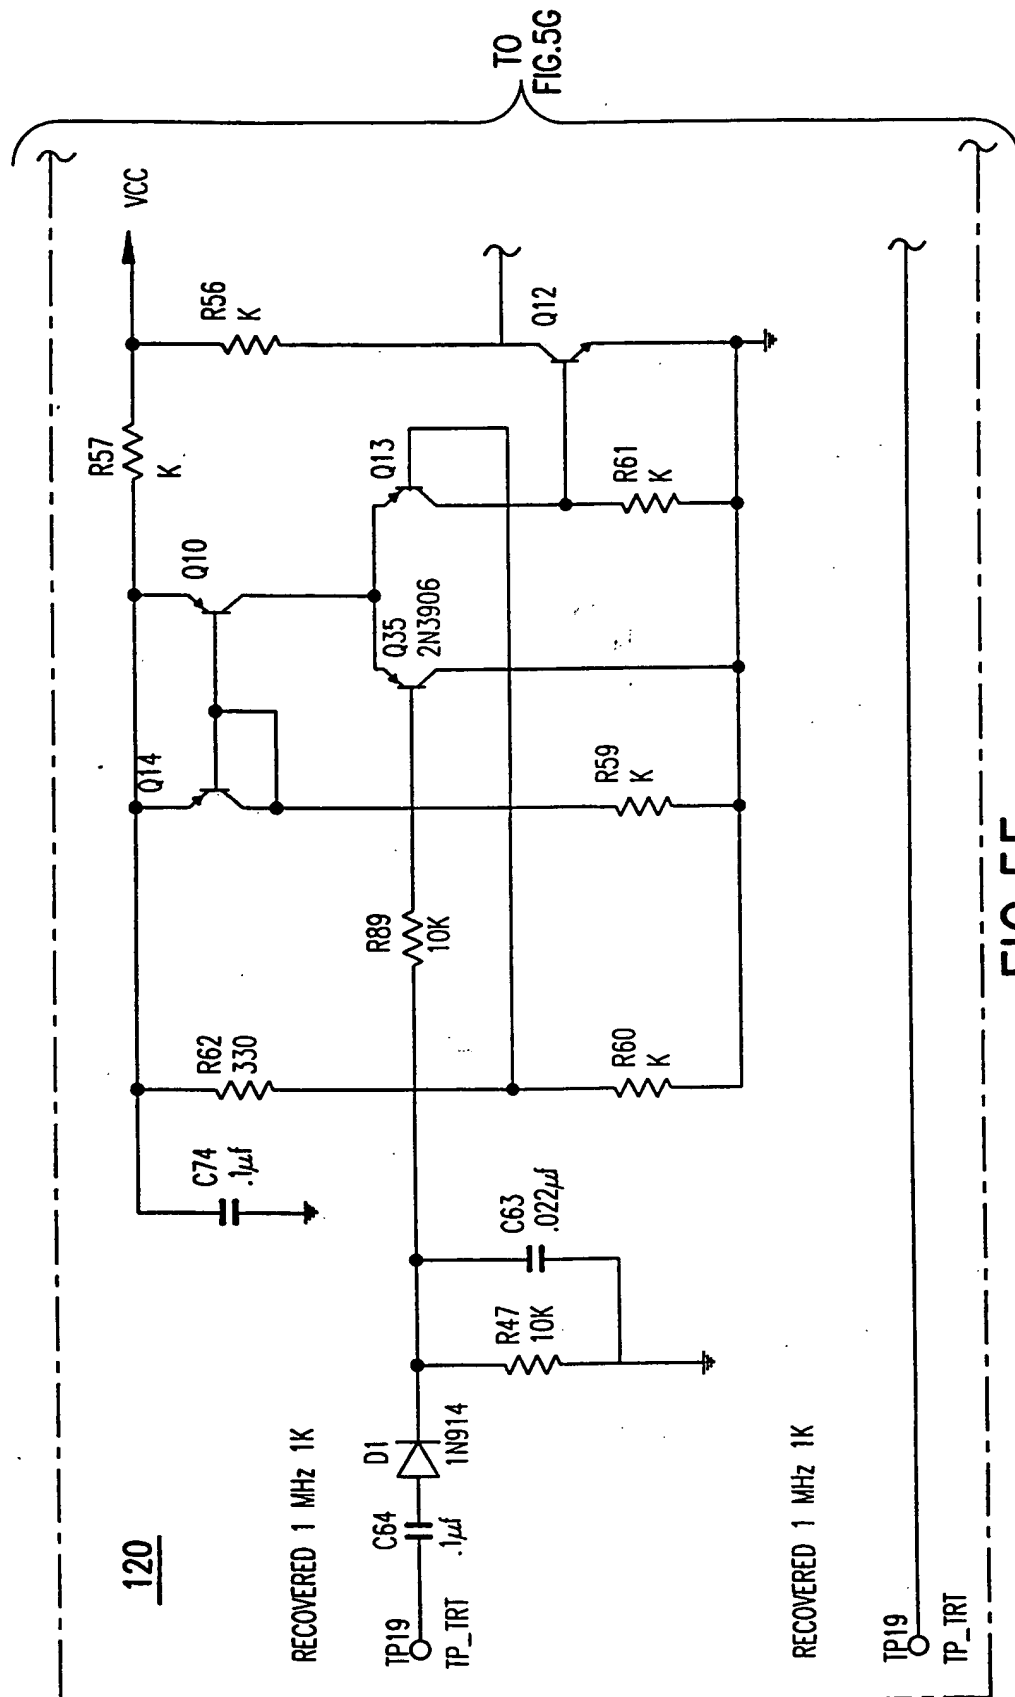 120
RECOVERED 1 MHz 1K
TP19
TP_TRT
C64
.1µf
D1
1N914
R47
10K
C63
.022µf
C74
.1µf
R62
330
R60
K
R89
10K
Q14
R59
K
Q10
Q35
2N3906
Q13
R57
K
R61
K
R56
K
Q12
VCC
TO
FIG.5G
RECOVERED 1 MHz 1K
TP19
TP_TRT